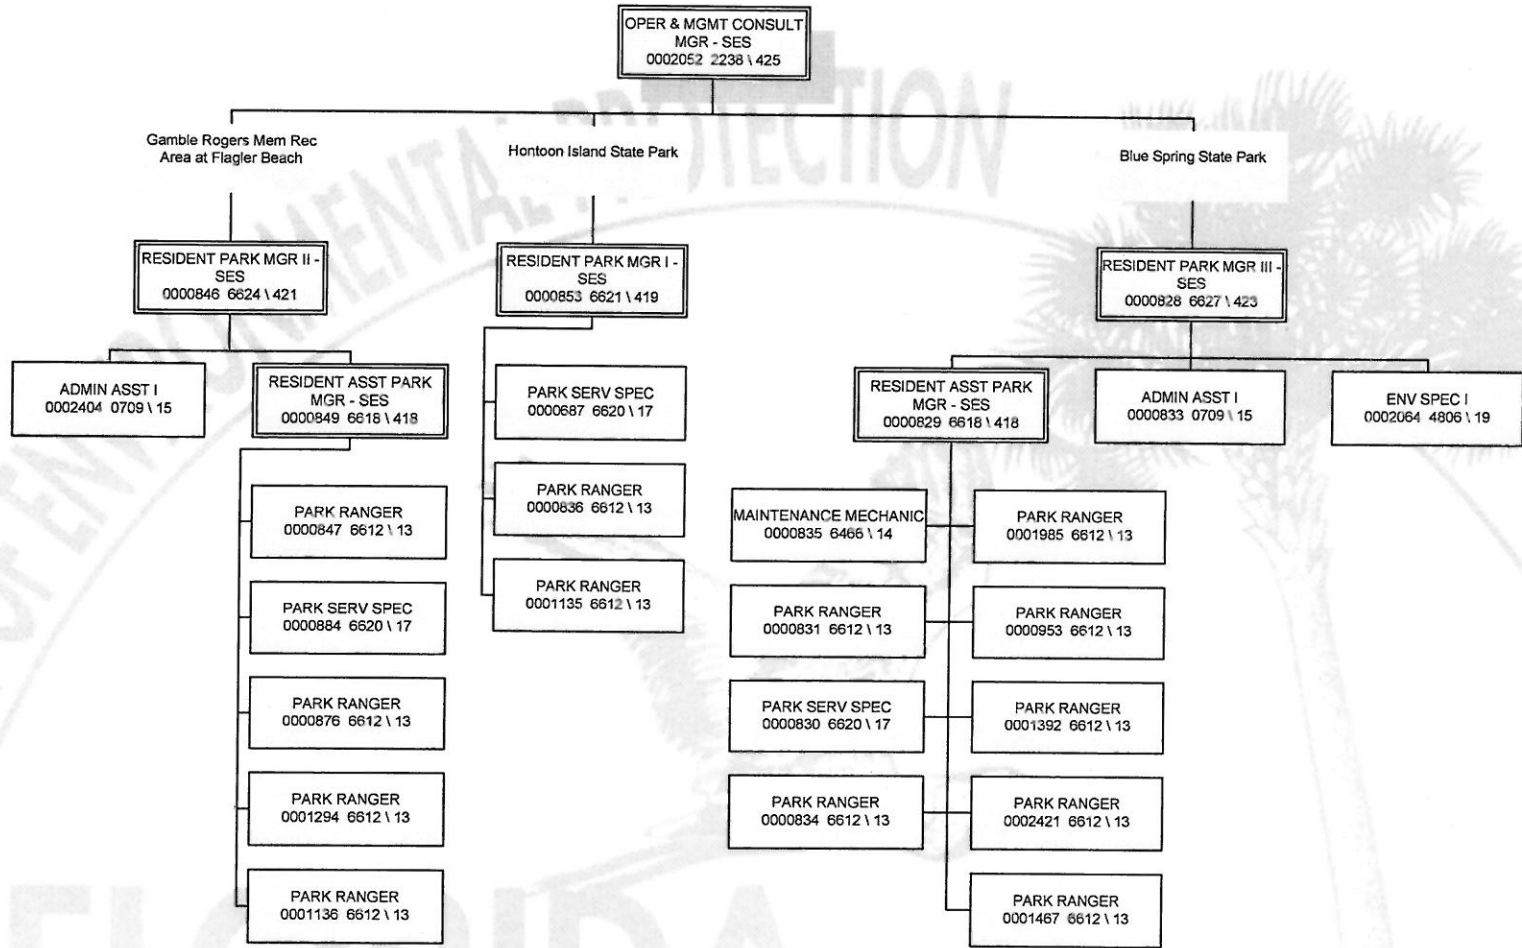 OPER & MGMT CONSULT
MGR - SES
0002052 2238 \ 425
Gamble Rogers Mem Rec
Area at Flagler Beach
Hontoon Island State Park
Blue Spring State Park
RESIDENT PARK MGR II -
SES
0000846 6624 \ 421
RESIDENT PARK MGR I -
SES
0000853 6621 \ 419
RESIDENT PARK MGR III -
SES
0000828 6627 \ 423
ADMIN ASST I
0002404 0709 \ 15
RESIDENT ASST PARK
MGR - SES
0000849 6618 \ 418
PARK RANGER
0000847 6612 \ 13
PARK SERV SPEC
0000884 6620 \ 17
PARK RANGER
0000876 6612 \ 13
PARK RANGER
0001294 6612 \ 13
PARK RANGER
0001136 6612 \ 13
PARK SERV SPEC
0000687 6620 \ 17
PARK RANGER
0000836 6612 \ 13
PARK RANGER
0001135 6612 \ 13
RESIDENT ASST PARK
MGR - SES
0000829 6618 \ 418
ADMIN ASST I
0000833 0709 \ 15
ENV SPEC I
0002064 4806 \ 19
MAINTENANCE MECHANIC
0000835 6466 \ 14
PARK RANGER
0001985 6612 \ 13
PARK RANGER
0000831 6612 \ 13
PARK RANGER
0000953 6612 \ 13
PARK SERV SPEC
0000830 6620 \ 17
PARK RANGER
0001392 6612 \ 13
PARK RANGER
0000834 6612 \ 13
PARK RANGER
0002421 6612 \ 13
PARK RANGER
0001467 6612 \ 13
OF ENVIRONMENTAL PROTECTION
FLORIDA